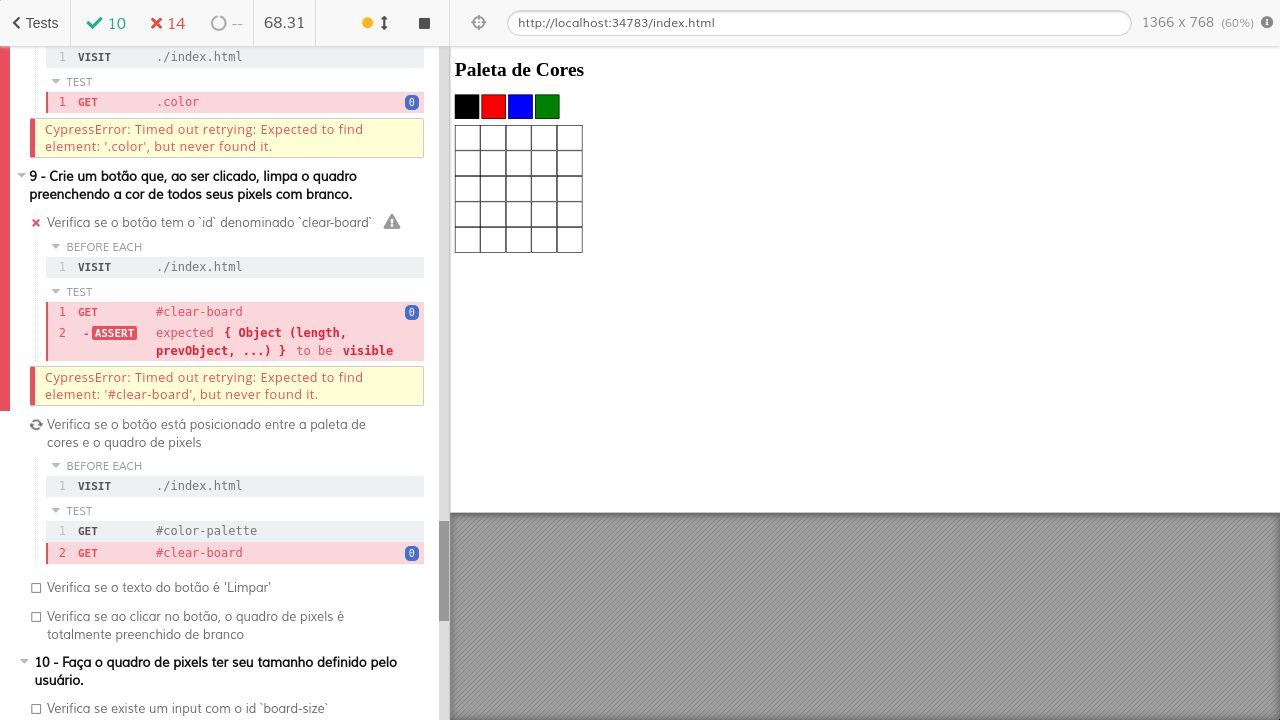 Tests
10
14
--
68.31
http://localhost:34783/index.html
1366 x 768 (60%)
1 VISIT ./index.html
TEST
1 GET .color 0
CypressError: Timed out retrying: Expected to find
element: '.color', but never found it.
9 - Crie um botão que, ao ser clicado, limpa o quadro
preenchendo a cor de todos seus pixels com branco.
Verifica se o botão tem o `id` denominado `clear-board`
BEFORE EACH
1 VISIT ./index.html
TEST
1 GET #clear-board 0
2 -ASSERT expected { Object (length,
prevObject, ...) } to be visible
CypressError: Timed out retrying: Expected to find
element: '#clear-board', but never found it.
Verifica se o botão está posicionado entre a paleta de
cores e o quadro de pixels
BEFORE EACH
1 VISIT ./index.html
TEST
1 GET #color-palette
2 GET #clear-board 0
Verifica se o texto do botão é 'Limpar'
Verifica se ao clicar no botão, o quadro de pixels é
totalmente preenchido de branco
10 - Faça o quadro de pixels ter seu tamanho definido pelo
usuário.
Verifica se existe um input com o id `board-size`
Paleta de Cores